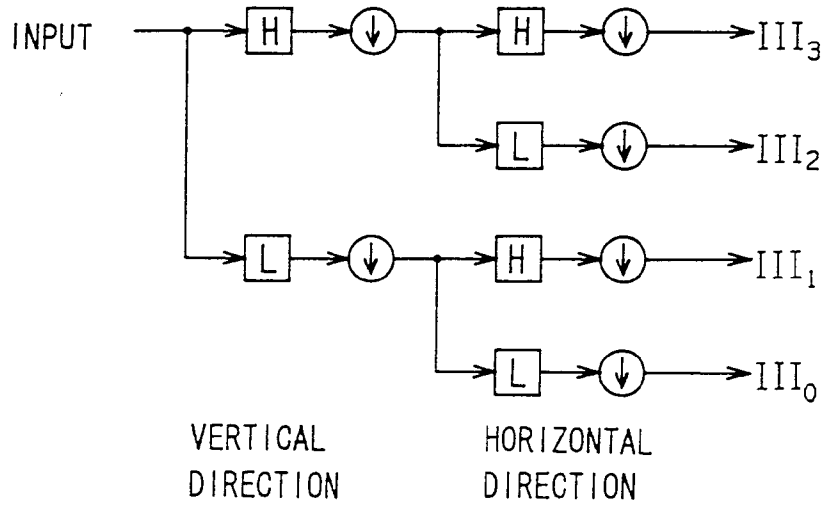 INPUT H H III₃
L III₂
L H III₁
L III₀
VERTICAL DIRECTION
HORIZONTAL DIRECTION